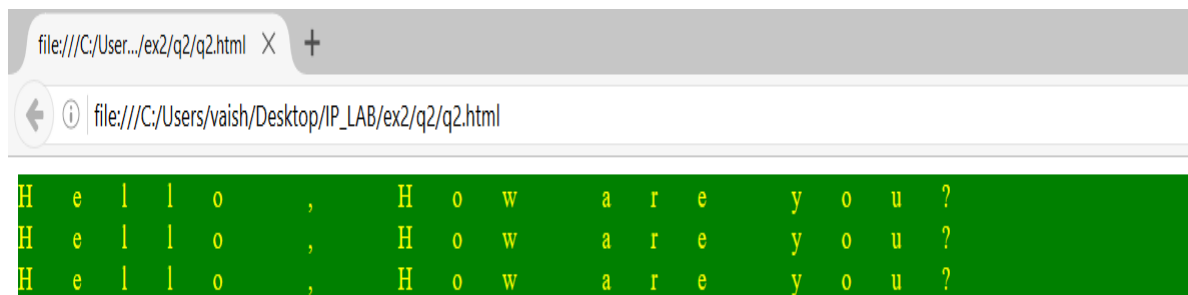 file:///C:/User.../ex2/q2/q2.html
file:///C:/Users/vaish/Desktop/IP_LAB/ex2/q2/q2.html
H e l l o , H o w a r e y o u ?
H e l l o , H o w a r e y o u ?
H e l l o , H o w a r e y o u ?